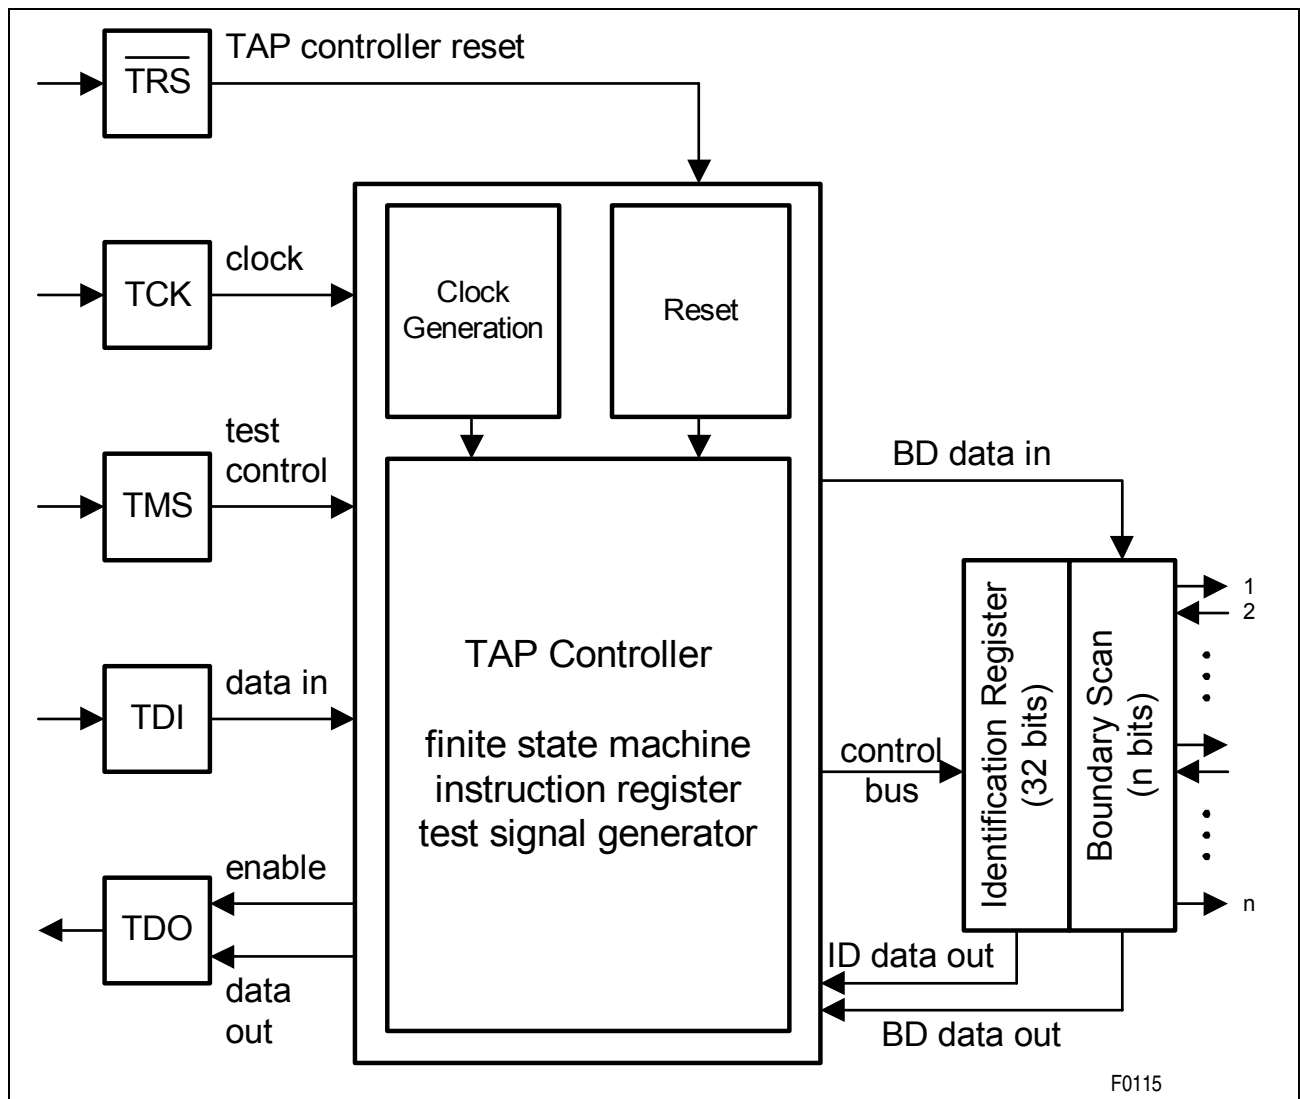 TAP controller reset
TRS
TCK
clock
Clock
Generation
Reset
TMS
test
control
BD data in
TDI
data in
TAP Controller
finite state machine
instruction register
test signal generator
control
bus
Identification Register
(32 bits)
Boundary Scan
(n bits)
1
2
n
TDO
enable
data
out
ID data out
BD data out
F0115